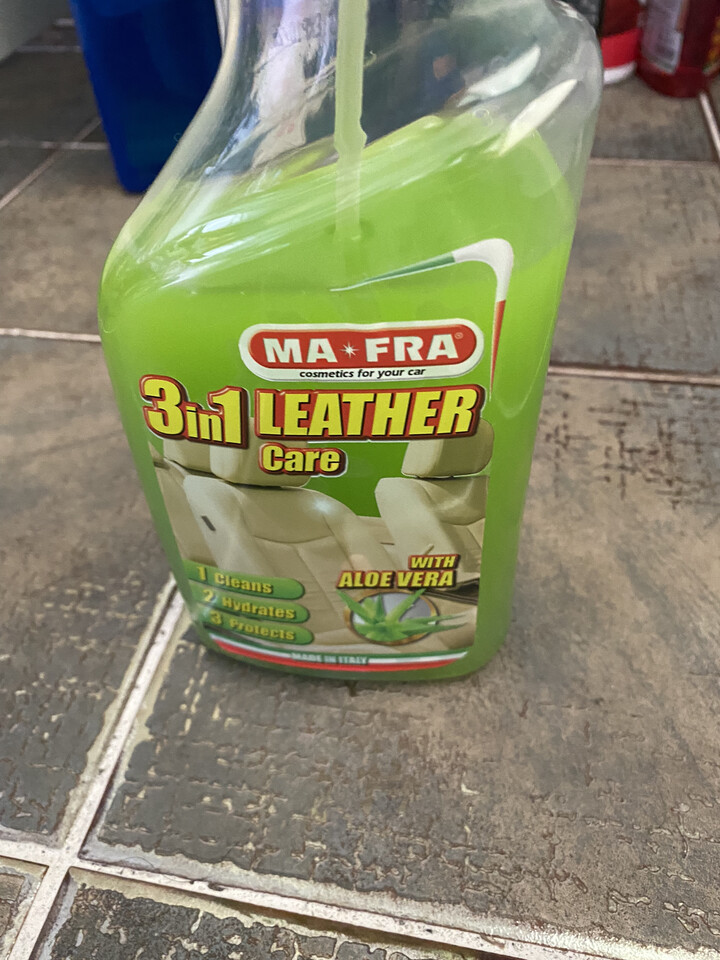 MA FRA®
cosmetics for your car
3in1 LEATHER
Care
WITH
ALOE VERA
1 Cleans
2 Hydrates
3 Protects
MADE IN ITALY